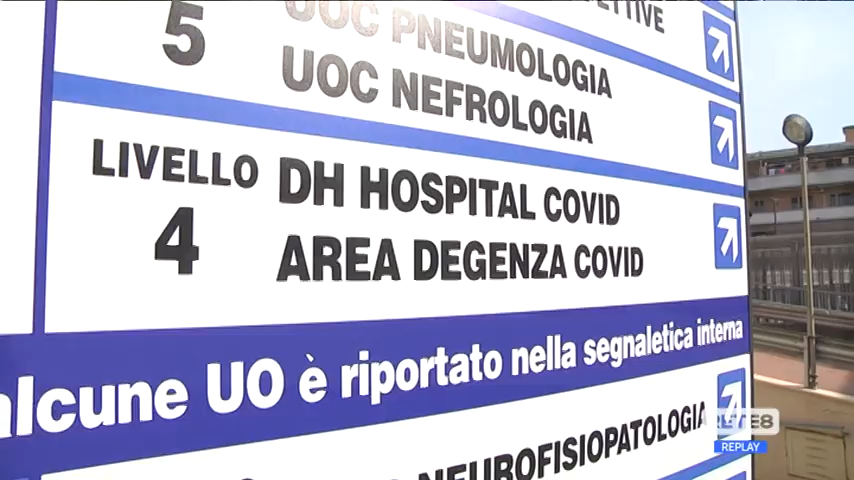 5
UOC PNEUMOLOGIA
UOC NEFROLOGIA
LIVELLO
4
DH HOSPITAL COVID
AREA DEGENZA COVID
alcune UO è riportato nella segnaletica interna
NEUROFISIOPATOLOGIA
RETE8
REPLAY